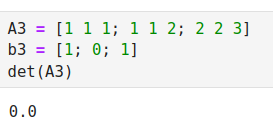 A3 = [1 1 1; 1 1 2; 2 2 3]
b3 = [1; 0; 1]
det(A3)
0.0